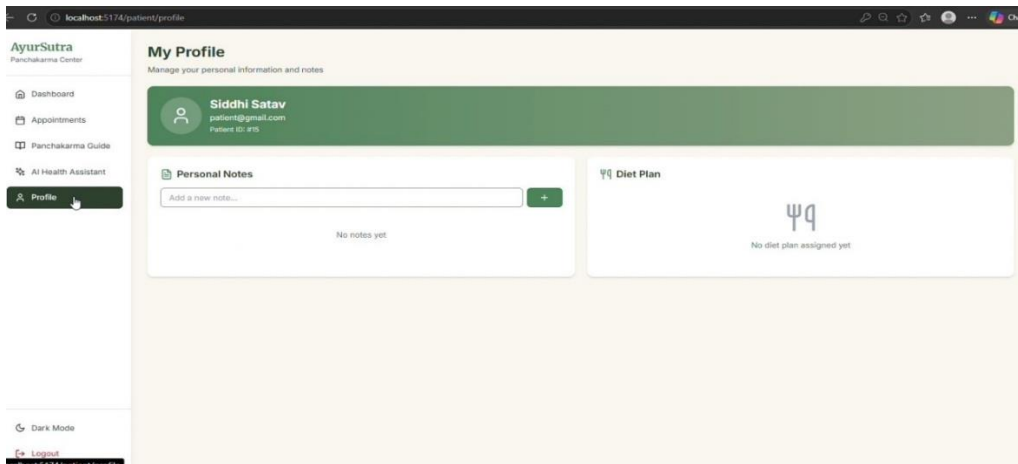 localhost:5174/patient/profile
AyurSutra
Panchakarma Center
Dashboard
Appointments
Panchakarma Guide
AI Health Assistant
Profile
Dark Mode
Logout
My Profile
Manage your personal information and notes
Siddhi Satav
patient@gmail.com
Patient ID: #15
Personal Notes
Add a new note...
No notes yet
Diet Plan
No diet plan assigned yet